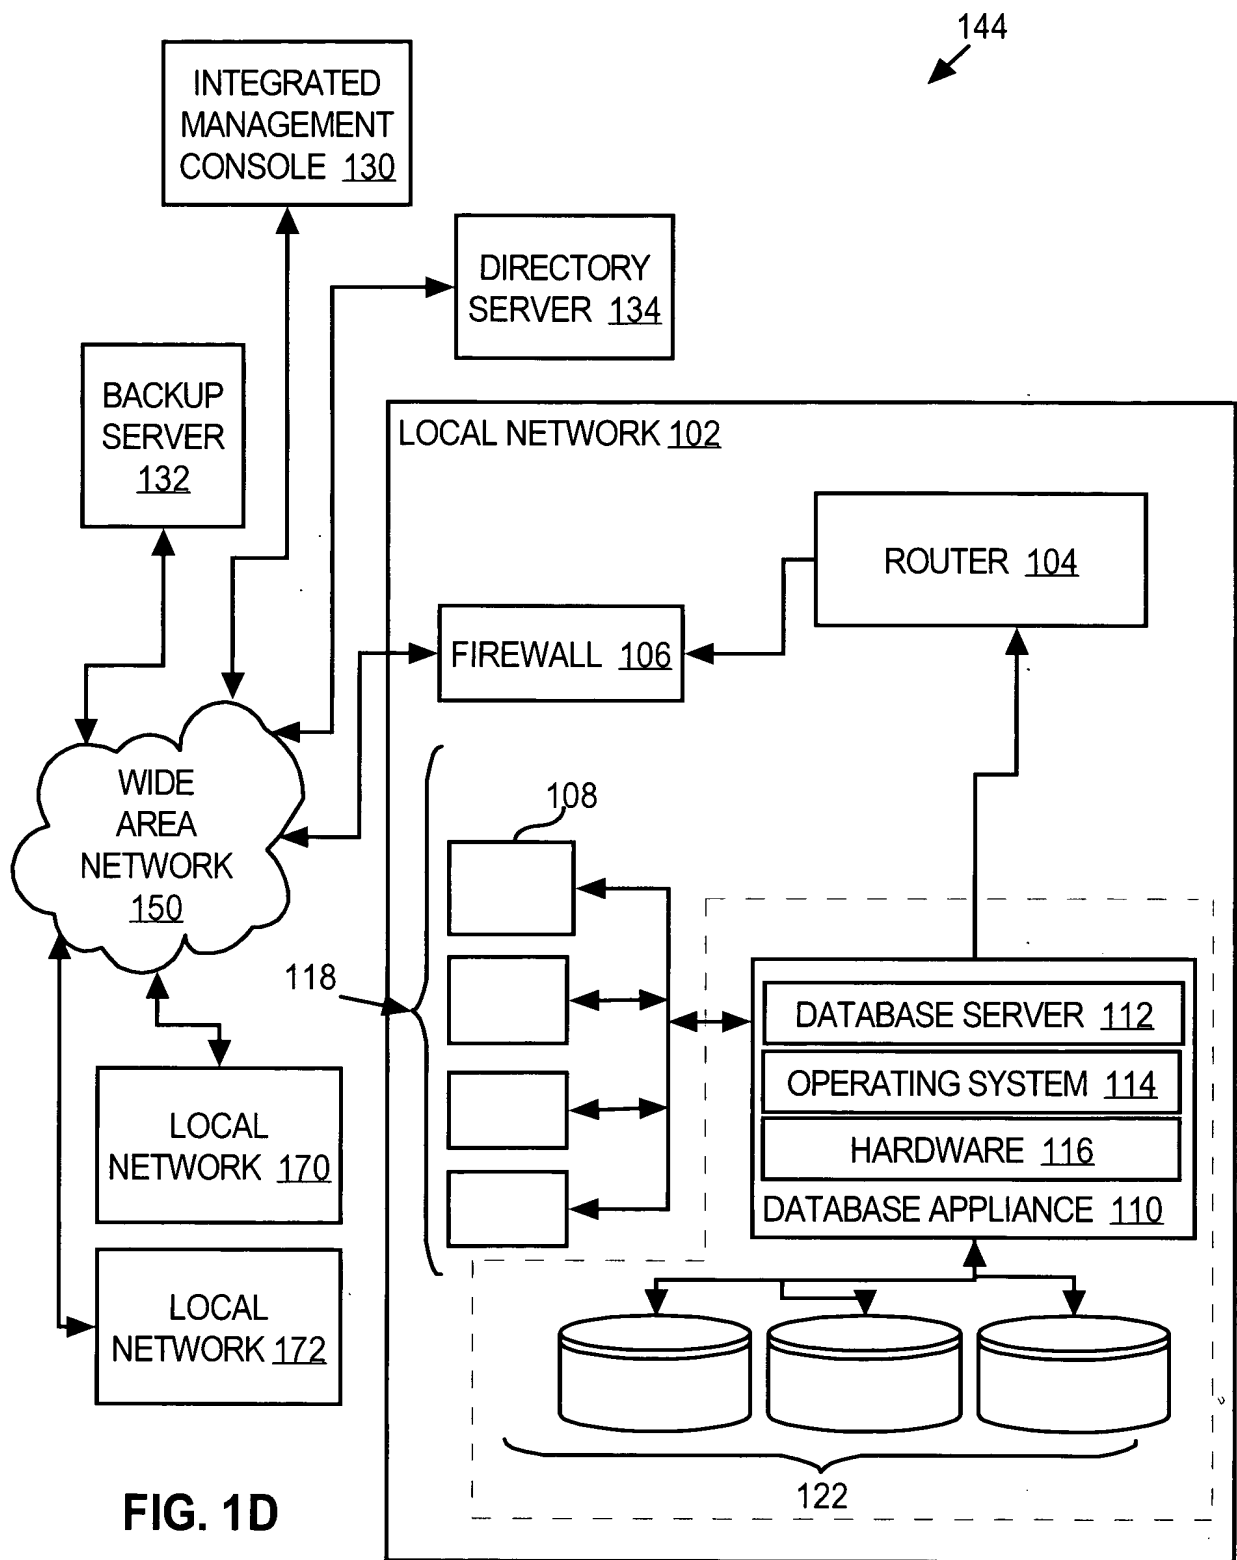 144
INTEGRATED
MANAGEMENT
CONSOLE 130
DIRECTORY
SERVER 134
BACKUP
SERVER
132
LOCAL NETWORK 102
ROUTER 104
FIREWALL 106
WIDE
AREA
NETWORK
150
108
118
DATABASE SERVER 112
OPERATING SYSTEM 114
HARDWARE 116
DATABASE APPLIANCE 110
LOCAL
NETWORK 170
LOCAL
NETWORK 172
122
FIG. 1D